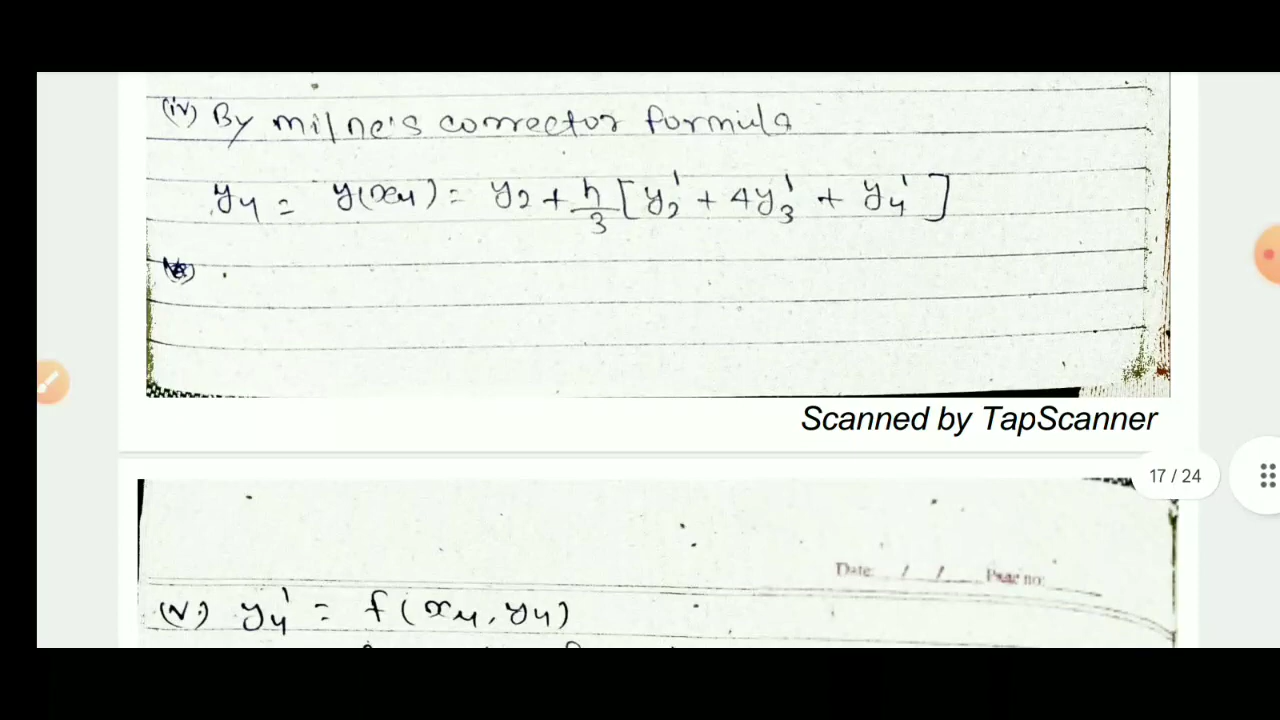 (iv) By milne's corrector formula
y4 = y(x4) = y2 + h/3 [y2' + 4y3' + y4']
Scanned by TapScanner
17 / 24
Date: / / Page no:
(v) y4' = f(x4, y4)